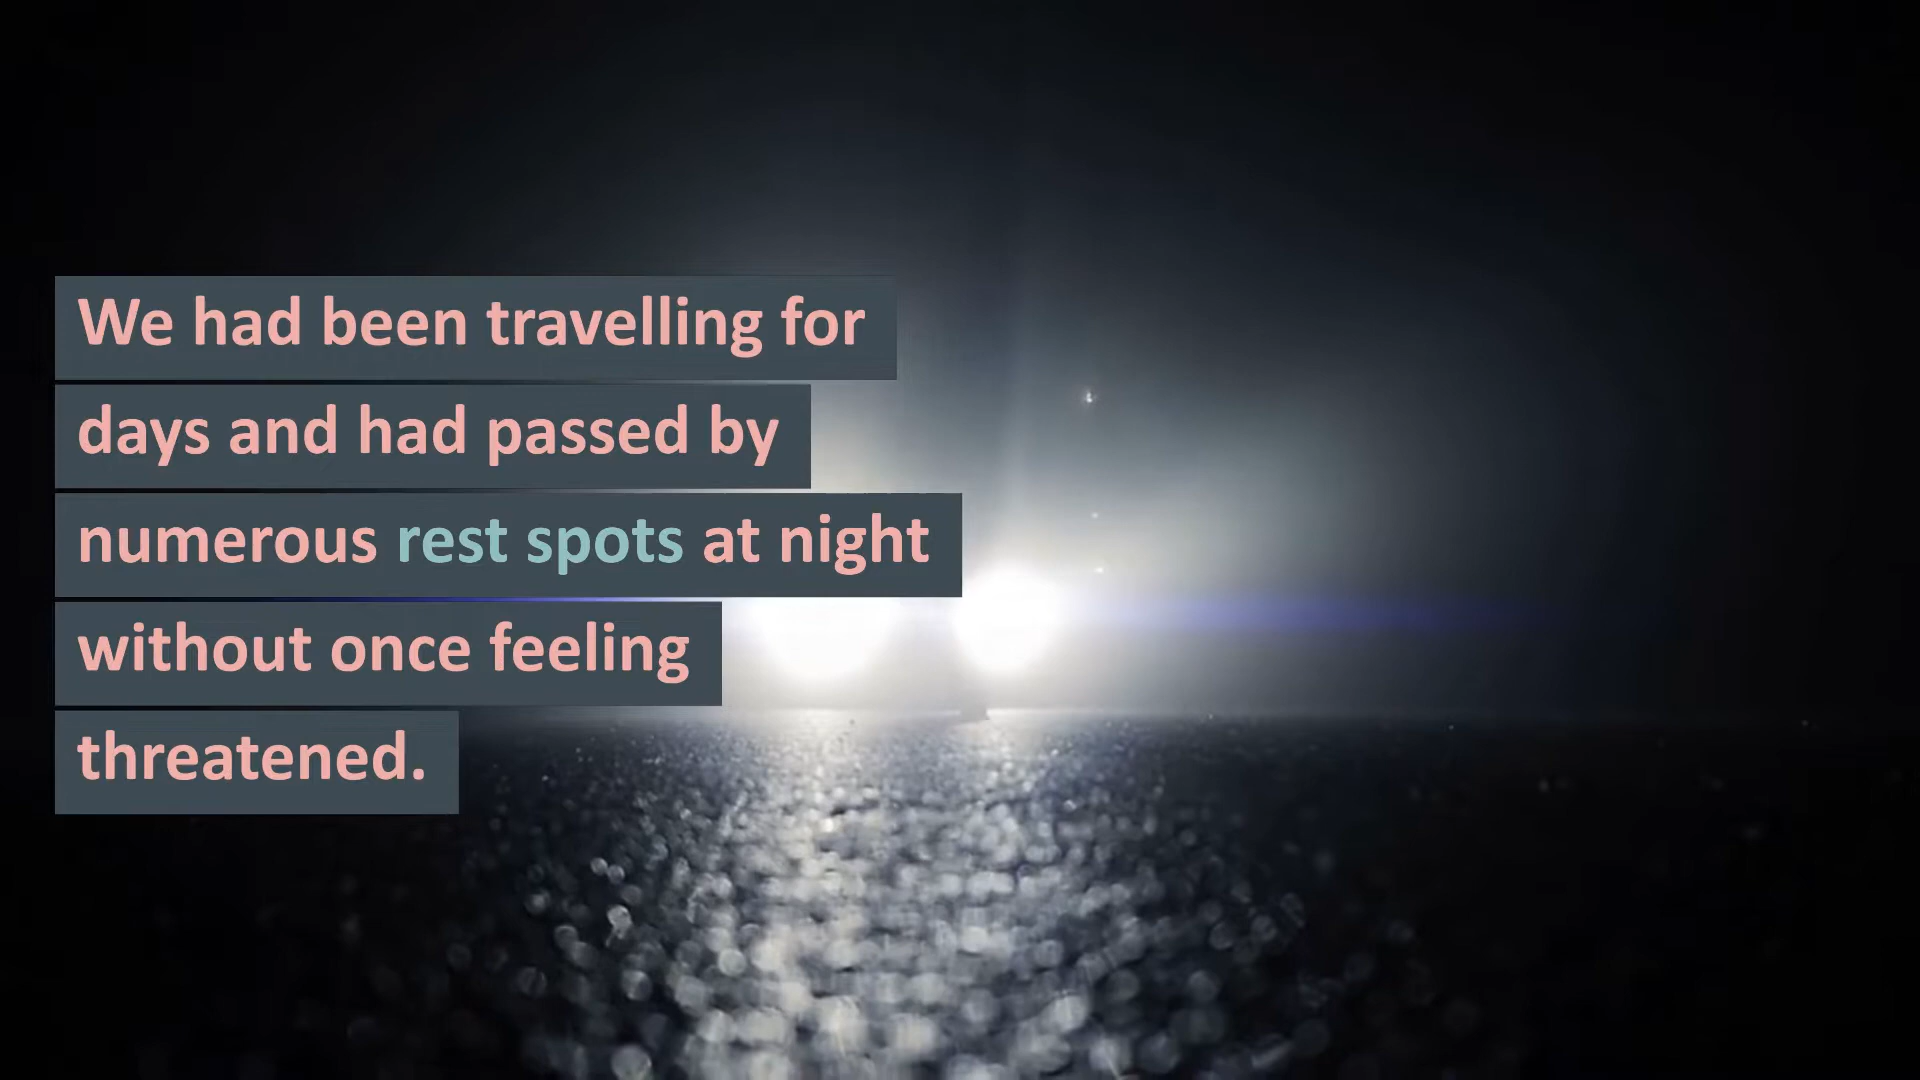 We had been travelling for
days and had passed by
numerous rest spots at night
without once feeling
threatened.